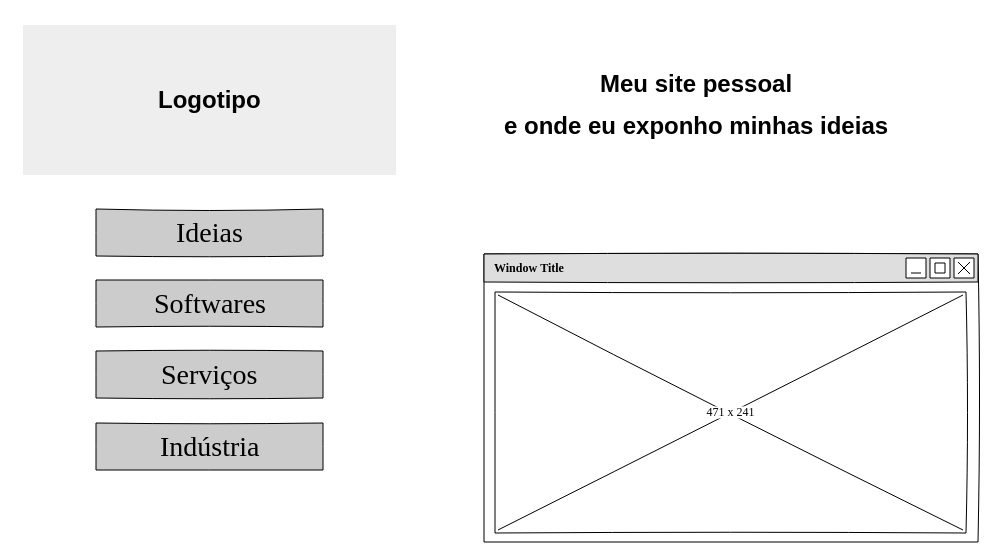 Logotipo
Meu site pessoal
e onde eu exponho minhas ideias
Ideias
Softwares
Serviços
Indústria
Window Title
471 x 241